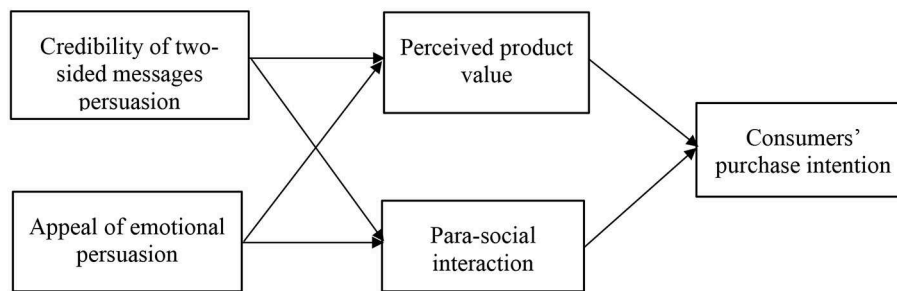 Credibility of two-
sided messages
persuasion
Perceived product
value
Consumers’
purchase intention
Appeal of emotional
persuasion
Para-social
interaction